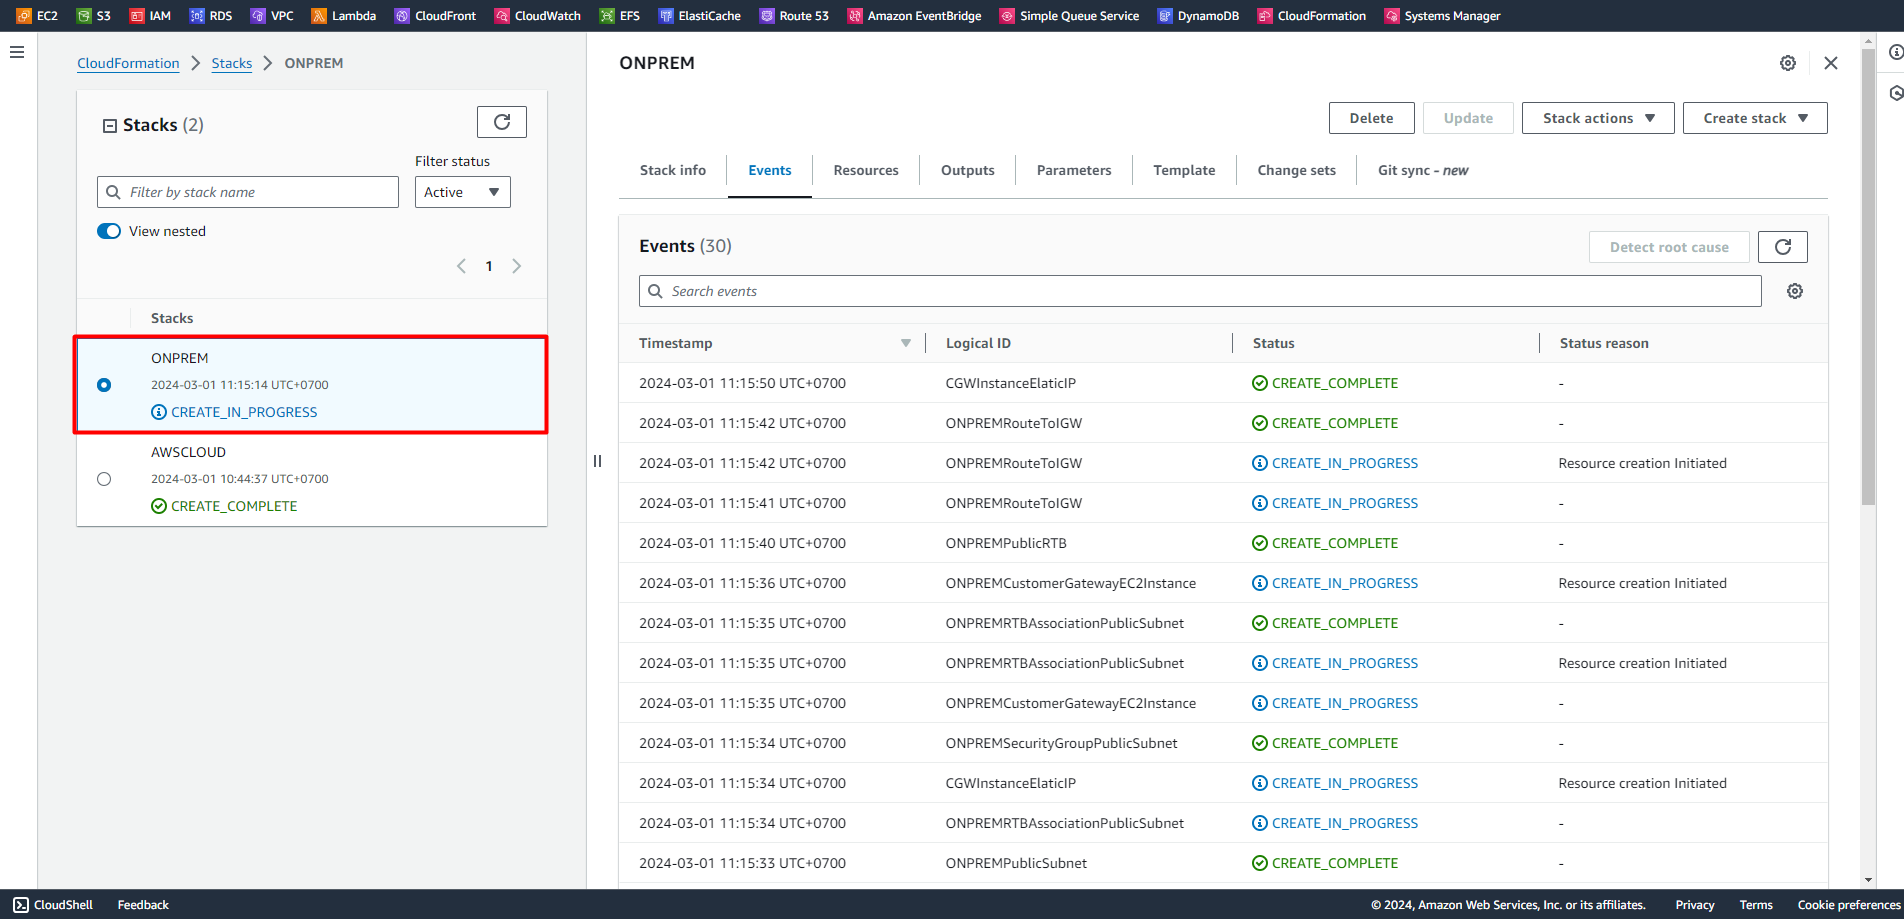 EC2 S3 IAM RDS VPC Lambda CloudFront CloudWatch EFS ElastiCache Route 53 Amazon EventBridge Simple Queue Service DynamoDB CloudFormation Systems Manager
CloudFormation Stacks ONPREM
Stacks (2)
Filter status
Filter by stack name
Active
View nested
1
Stacks
ONPREM
2024-03-01 11:15:14 UTC+0700
CREATE_IN_PROGRESS
AWSCLOUD
2024-03-01 10:44:37 UTC+0700
CREATE_COMPLETE
ONPREM
Delete Update Stack actions Create stack
Stack info Events Resources Outputs Parameters Template Change sets Git sync - new
Events (30)
Detect root cause
Search events
Timestamp Logical ID Status Status reason
2024-03-01 11:15:50 UTC+0700 CGWInstanceElaticIP CREATE_COMPLETE -
2024-03-01 11:15:42 UTC+0700 ONPREMRouteToIGW CREATE_COMPLETE -
2024-03-01 11:15:42 UTC+0700 ONPREMRouteToIGW CREATE_IN_PROGRESS Resource creation Initiated
2024-03-01 11:15:41 UTC+0700 ONPREMRouteToIGW CREATE_IN_PROGRESS -
2024-03-01 11:15:40 UTC+0700 ONPREMPublicRTB CREATE_COMPLETE -
2024-03-01 11:15:36 UTC+0700 ONPREMCustomerGatewayEC2Instance CREATE_IN_PROGRESS Resource creation Initiated
2024-03-01 11:15:35 UTC+0700 ONPREMRTBAssociationPublicSubnet CREATE_COMPLETE -
2024-03-01 11:15:35 UTC+0700 ONPREMRTBAssociationPublicSubnet CREATE_IN_PROGRESS Resource creation Initiated
2024-03-01 11:15:35 UTC+0700 ONPREMCustomerGatewayEC2Instance CREATE_IN_PROGRESS -
2024-03-01 11:15:34 UTC+0700 ONPREMSecurityGroupPublicSubnet CREATE_COMPLETE -
2024-03-01 11:15:34 UTC+0700 CGWInstanceElaticIP CREATE_IN_PROGRESS Resource creation Initiated
2024-03-01 11:15:34 UTC+0700 ONPREMRTBAssociationPublicSubnet CREATE_IN_PROGRESS -
2024-03-01 11:15:33 UTC+0700 ONPREMPublicSubnet CREATE_COMPLETE -
CloudShell Feedback © 2024, Amazon Web Services, Inc. or its affiliates. Privacy Terms Cookie preferences